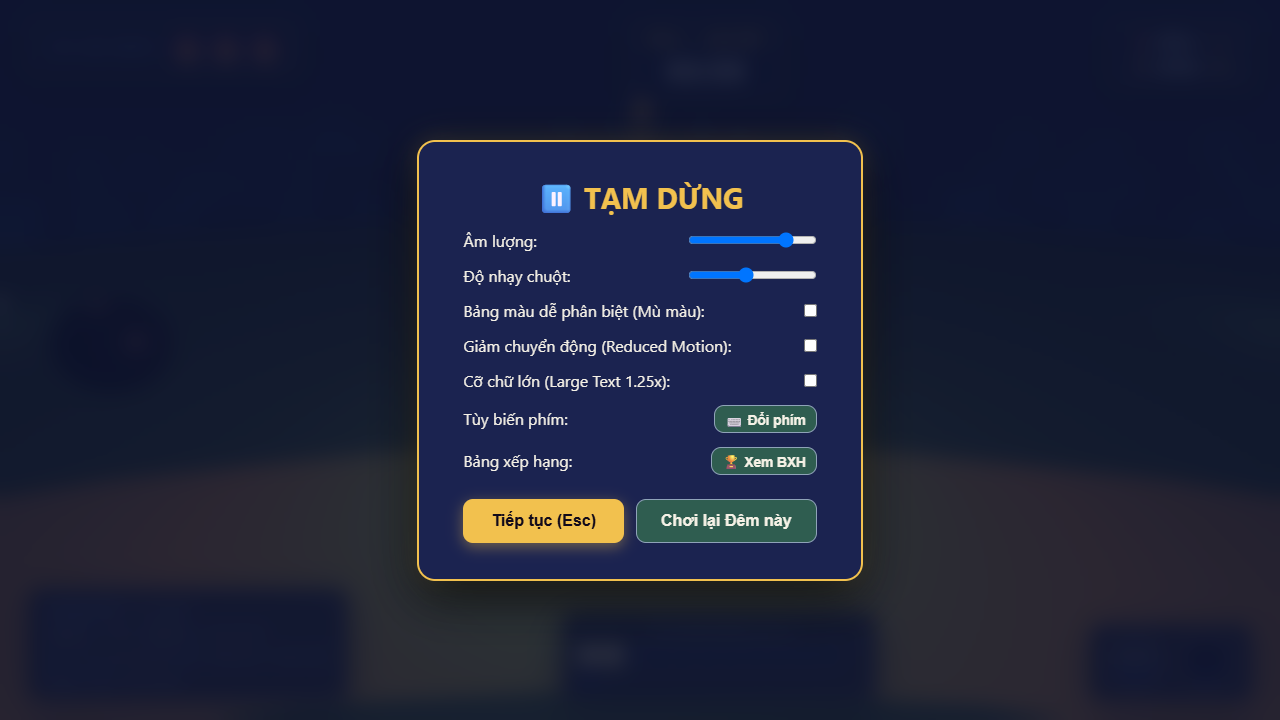 ⏸️ TẠM DỪNG
Âm lượng:
Độ nhạy chuột:
Bảng màu dễ phân biệt (Mù màu):
Giảm chuyển động (Reduced Motion):
Cỡ chữ lớn (Large Text 1.25x):
Tùy biến phím: ⌨️ Đổi phím
Bảng xếp hạng: 🏆 Xem BXH
Tiếp tục (Esc) Chơi lại Đêm này